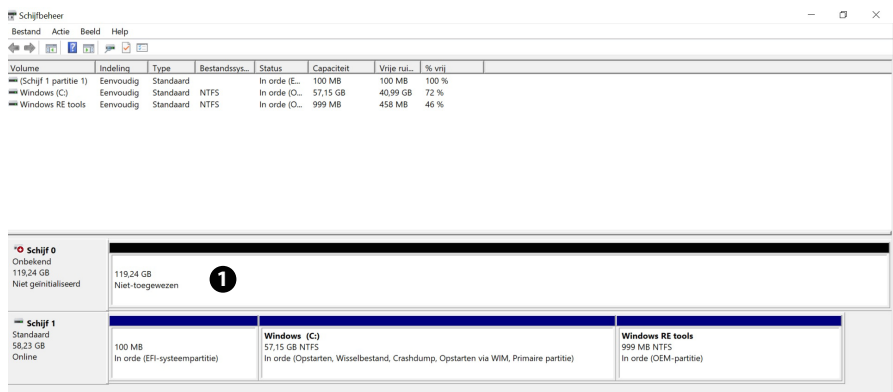 Schijfbeheer
Bestand Actie Beeld Help
Volume Indeling Type Bestandssys... Status Capaciteit Vrije rui... % vrij
(Schijf 1 partitie 1) Eenvoudig Standaard In orde (E... 100 MB 100 MB 100 %
Windows (C:) Eenvoudig Standaard NTFS In orde (O... 57,15 GB 40,99 GB 72 %
Windows RE tools Eenvoudig Standaard NTFS In orde (O... 999 MB 458 MB 46 %
Schijf 0
Onbekend
119,24 GB
Niet geïnitialiseerd
119,24 GB
Niet-toegewezen
1
Schijf 1
Standaard
58,23 GB
Online
100 MB
In orde (EFI-systeempartitie)
Windows (C:)
57,15 GB NTFS
In orde (Opstarten, Wisselbestand, Crashdump, Opstarten via WIM, Primaire partitie)
Windows RE tools
999 MB NTFS
In orde (OEM-partitie)